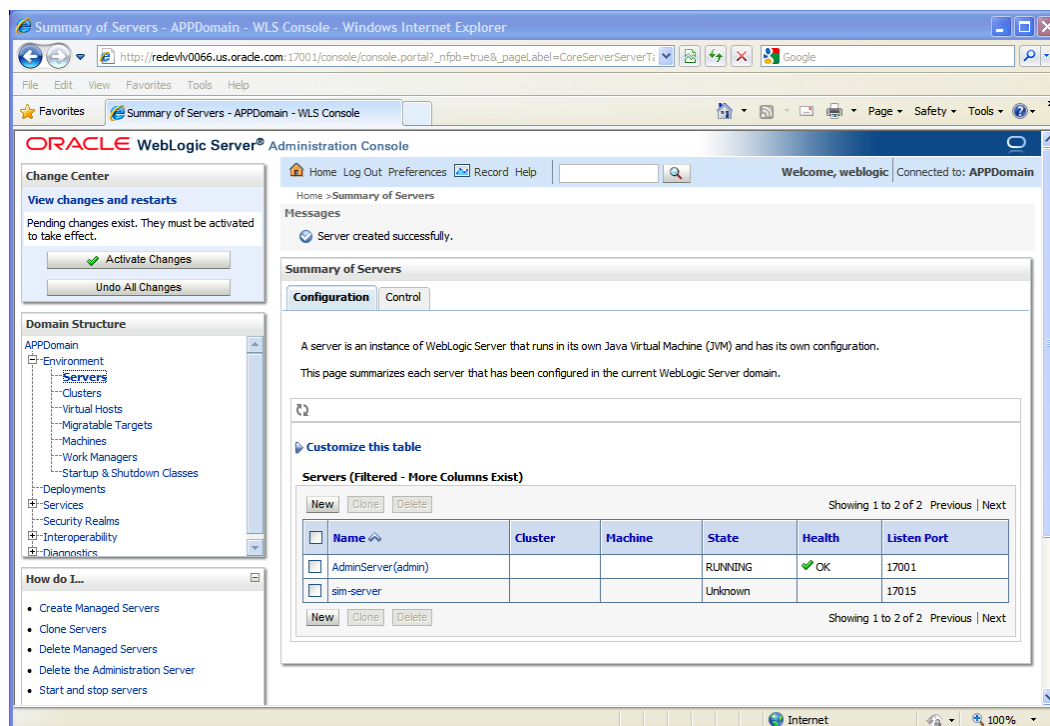 Summary of Servers - APPDomain - WLS Console - Windows Internet Explorer
http://redevlv0066.us.oracle.com:17001/console/console.portal?_nfpb=true&_pageLabel=CoreServerServerTa
Google
File Edit View Favorites Tools Help
Favorites
Summary of Servers - APPDomain - WLS Console
Page Safety Tools
ORACLE WebLogic Server® Administration Console
Change Center
View changes and restarts
Pending changes exist. They must be activated
to take effect.
Activate Changes
Undo All Changes
Domain Structure
APPDomain
Environment
Servers
Clusters
Virtual Hosts
Migratable Targets
Machines
Work Managers
Startup & Shutdown Classes
Deployments
Services
Security Realms
Interoperability
Diagnostics
How do I...
Create Managed Servers
Clone Servers
Delete Managed Servers
Delete the Administration Server
Start and stop servers
Home Log Out Preferences Record Help
Welcome, weblogic Connected to: APPDomain
Home >Summary of Servers
Messages
Server created successfully.
Summary of Servers
Configuration Control
A server is an instance of WebLogic Server that runs in its own Java Virtual Machine (JVM) and has its own configuration.
This page summarizes each server that has been configured in the current WebLogic Server domain.
Customize this table
Servers (Filtered - More Columns Exist)
New Clone Delete Showing 1 to 2 of 2 Previous | Next
Name Cluster Machine State Health Listen Port
AdminServer(admin) RUNNING OK 17001
sim-server Unknown 17015
New Clone Delete Showing 1 to 2 of 2 Previous | Next
Internet 100%